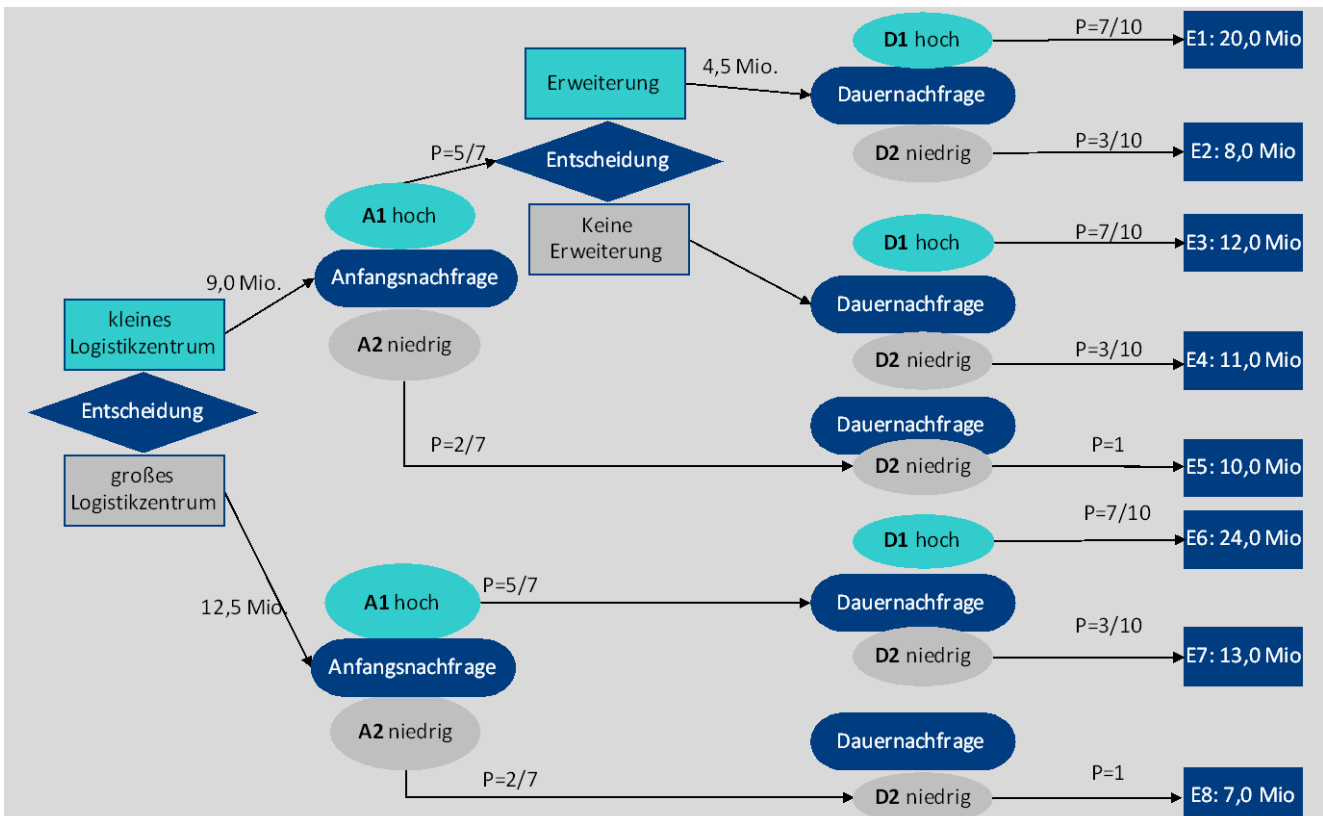 D1 hoch
P=7/10
E1: 20,0 Mio
Erweiterung
4,5 Mio.
Dauernachfrage
P=5/7
Entscheidung
D2 niedrig
P=3/10
E2: 8,0 Mio
A1 hoch
Keine
Erweiterung
D1 hoch
P=7/10
E3: 12,0 Mio
9,0 Mio.
Anfangsnachfrage
Dauernachfrage
kleines
Logistikzentrum
A2 niedrig
D2 niedrig
P=3/10
E4: 11,0 Mio
Entscheidung
Dauernachfrage
P=2/7
D2 niedrig
P=1
E5: 10,0 Mio
großes
Logistikzentrum
D1 hoch
P=7/10
E6: 24,0 Mio
12,5 Mio.
A1 hoch
P=5/7
Dauernachfrage
Anfangsnachfrage
D2 niedrig
P=3/10
E7: 13,0 Mio
A2 niedrig
Dauernachfrage
P=2/7
D2 niedrig
P=1
E8: 7,0 Mio